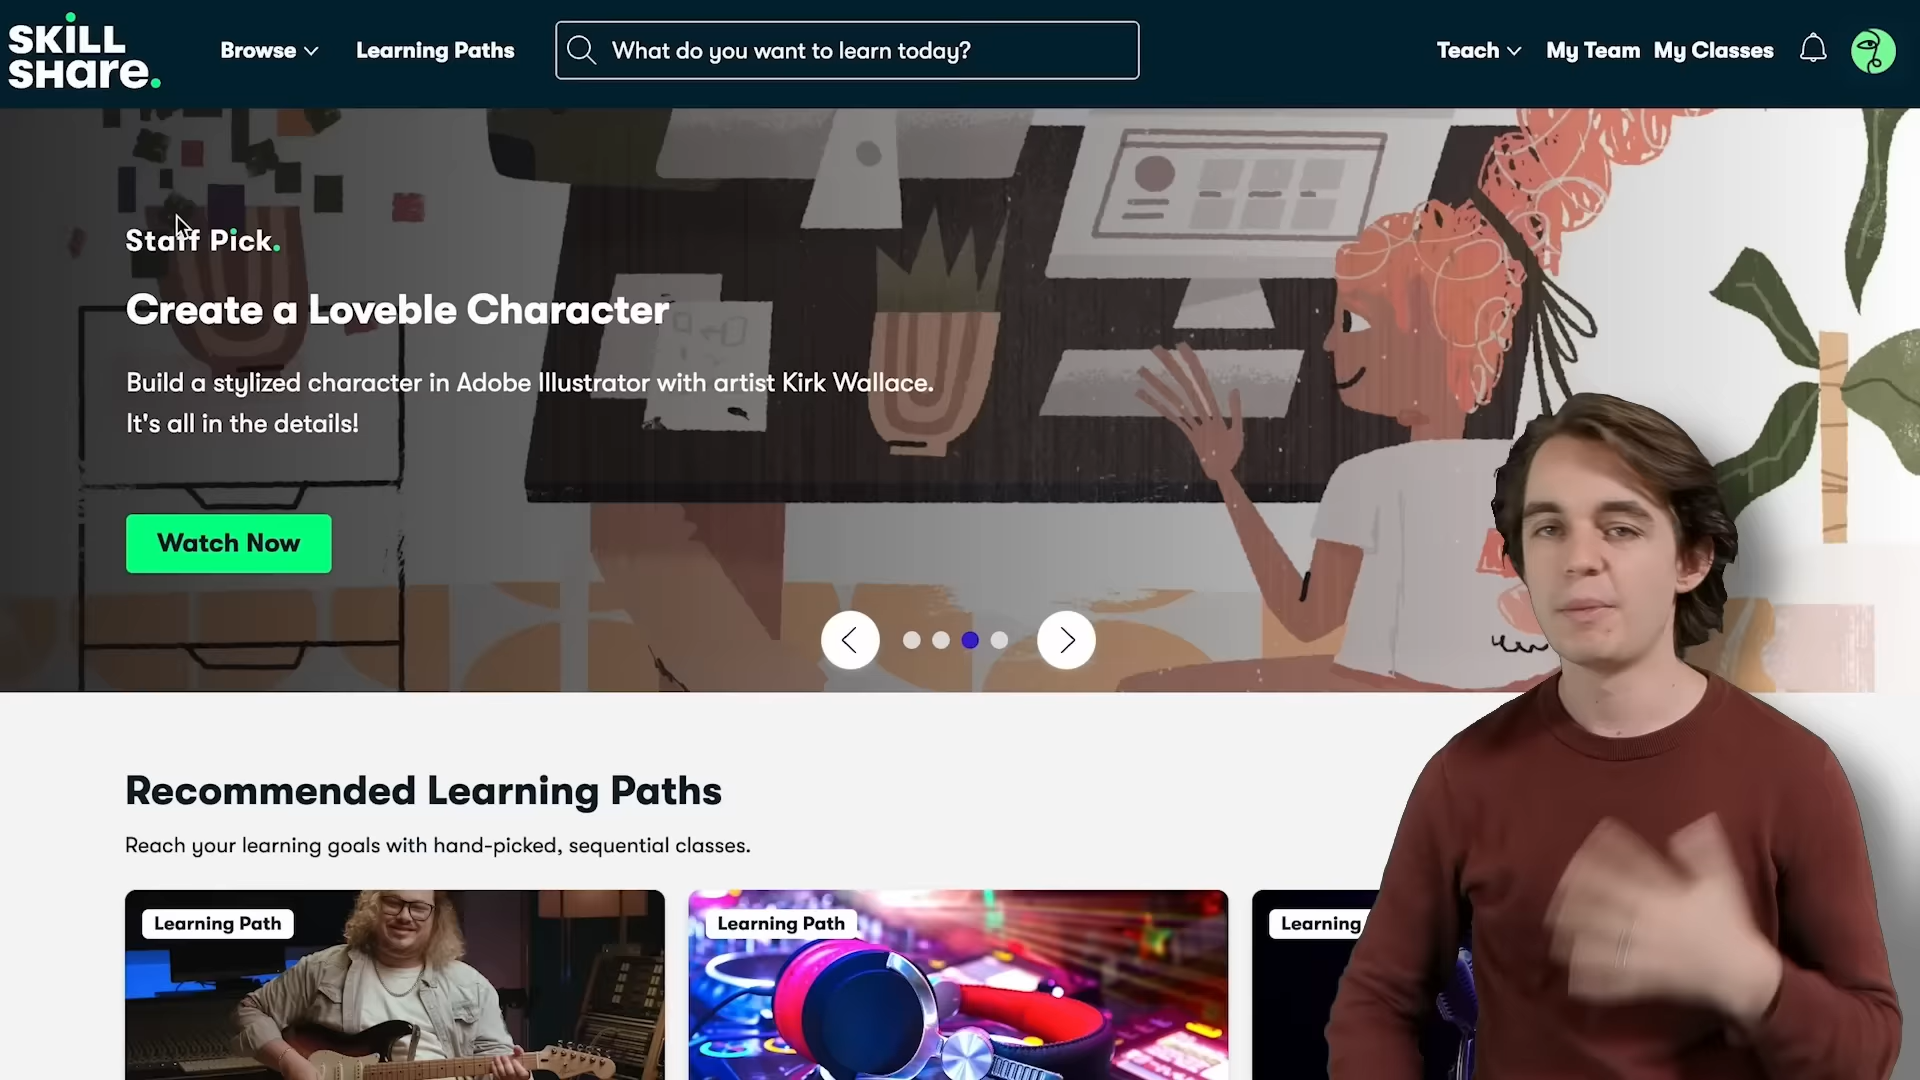 SKiLL
SHare.
Browse
Learning Paths
What do you want to learn today?
Teach
My Team
My Classes
Staff Pick.
Create a Loveble Character
Build a stylized character in Adobe Illustrator with artist Kirk Wallace.
It's all in the details!
Watch Now
Recommended Learning Paths
Reach your learning goals with hand-picked, sequential classes.
Learning Path
Learning Path
Learning